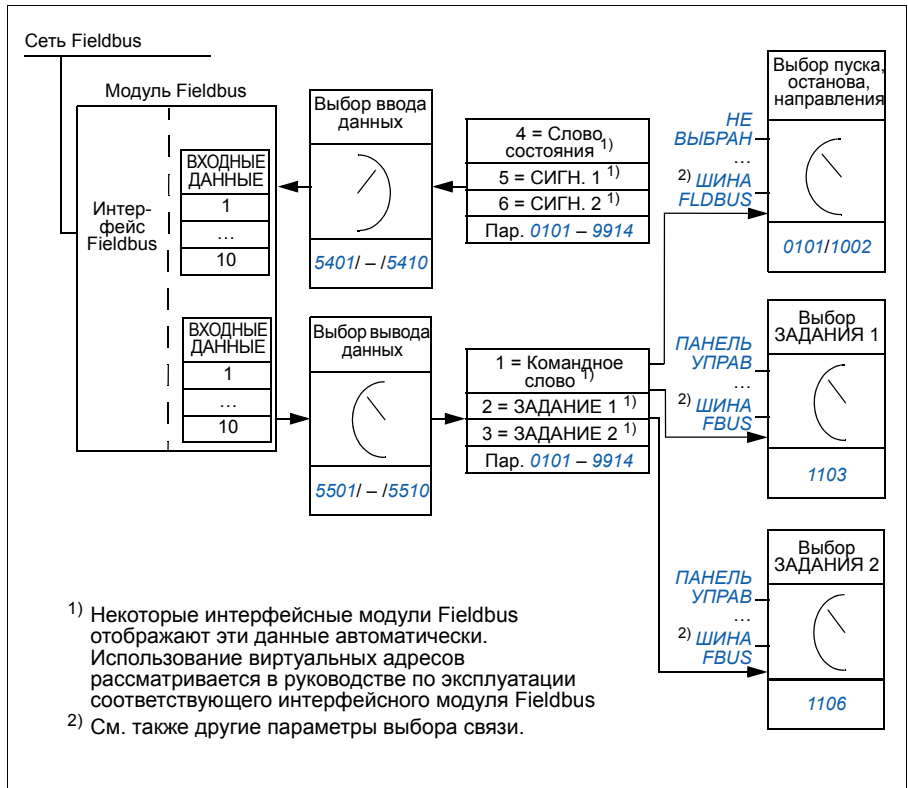 Сеть Fieldbus
Модуль Fieldbus
Интер-
фейс
Fieldbus
ВХОДНЫЕ
ДАННЫЕ
1
…
10
ВХОДНЫЕ
ДАННЫЕ
1
…
10
Выбор ввода
данных
5401/ – /5410
Выбор вывода
данных
5501/ – /5510
4 = Слово
состояния 1)
5 = СИГН. 1 1)
6 = СИГН. 2 1)
Пар. 0101 – 9914
1 = Командное
слово 1)
2 = ЗАДАНИЕ 1 1)
3 = ЗАДАНИЕ 2 1)
Пар. 0101 – 9914
Выбор пуска,
останова,
направления
НЕ
ВЫБРАН
…
2) ШИНА
FLDBUS
0101/1002
Выбор
ЗАДАНИЯ 1
ПАНЕЛЬ
УПРАВ
…
2) ШИНА
FBUS
1103
Выбор
ЗАДАНИЯ 2
ПАНЕЛЬ
УПРАВ
…
2) ШИНА
FBUS
1106
1) Некоторые интерфейсные модули Fieldbus
отображают эти данные автоматически.
Использование виртуальных адресов
рассматривается в руководстве по эксплуатации
соответствующего интерфейсного модуля Fieldbus
2) См. также другие параметры выбора связи.